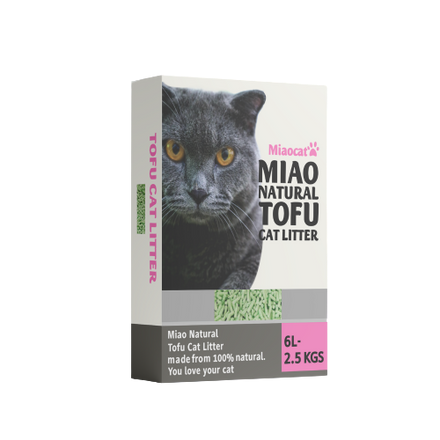 TOFU CAT LITTER
Miaocat
MIAO
NATURAL
TOFU
CAT LITTER
Miao Natural
Tofu Cat Litter
made from 100% natural.
You love your cat
6L-
2.5 KGS